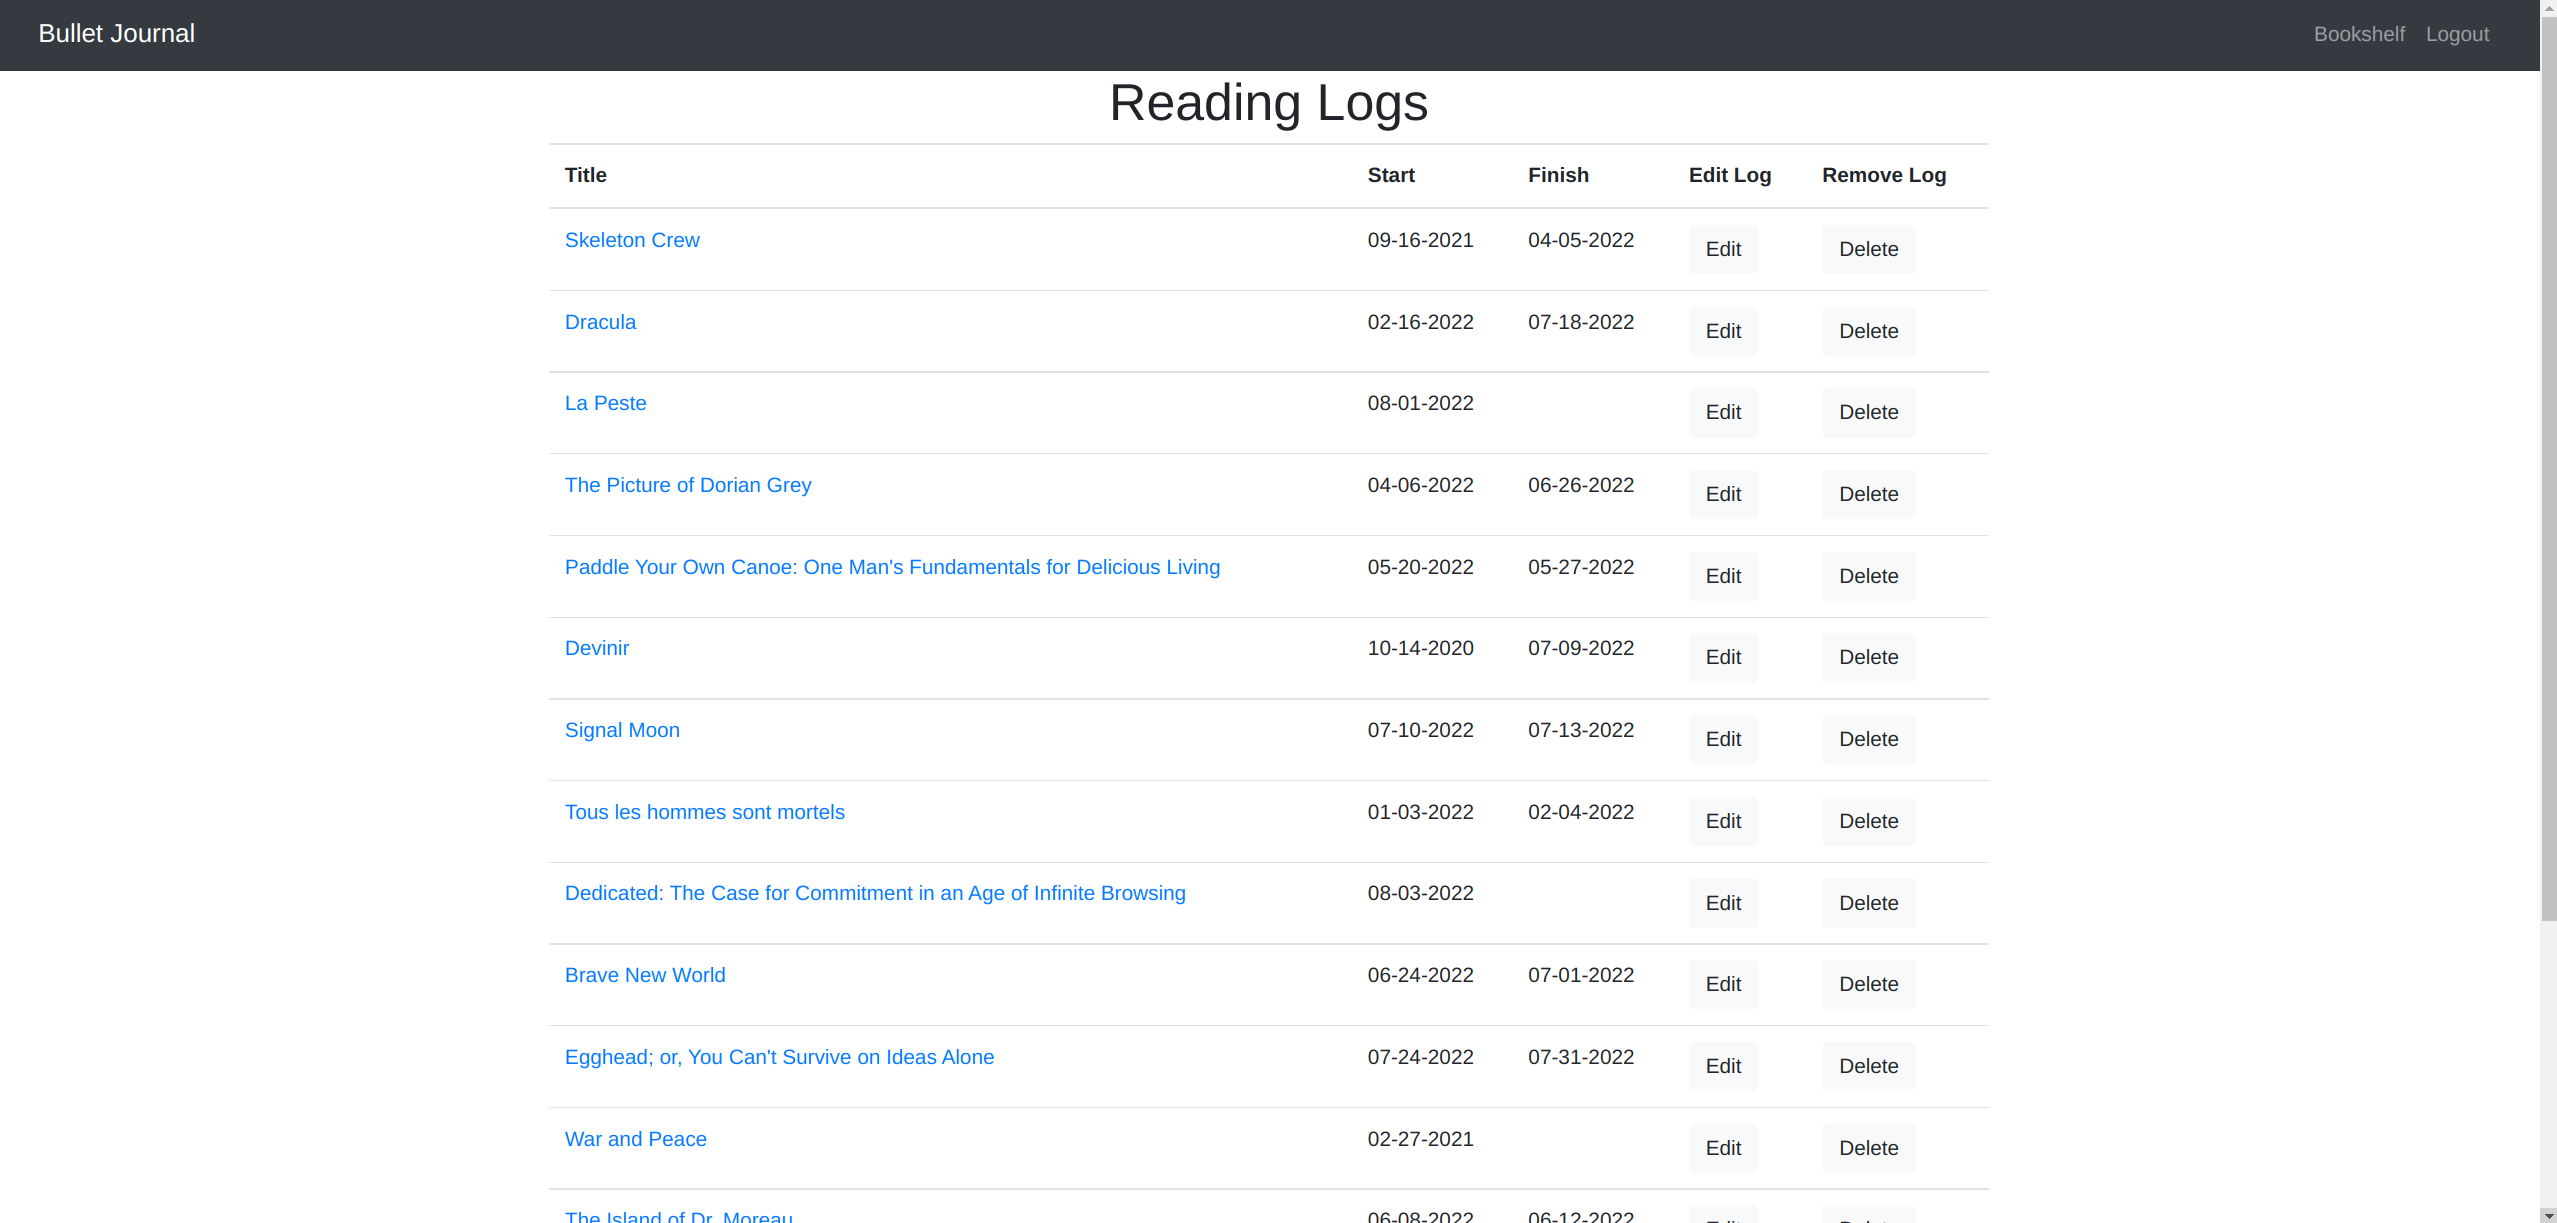 Bullet Journal Bookshelf Logout
Reading Logs
Title Start Finish Edit Log Remove Log
Skeleton Crew 09-16-2021 04-05-2022 Edit Delete
Dracula 02-16-2022 07-18-2022 Edit Delete
La Peste 08-01-2022 Edit Delete
The Picture of Dorian Grey 04-06-2022 06-26-2022 Edit Delete
Paddle Your Own Canoe: One Man's Fundamentals for Delicious Living 05-20-2022 05-27-2022 Edit Delete
Devinir 10-14-2020 07-09-2022 Edit Delete
Signal Moon 07-10-2022 07-13-2022 Edit Delete
Tous les hommes sont mortels 01-03-2022 02-04-2022 Edit Delete
Dedicated: The Case for Commitment in an Age of Infinite Browsing 08-03-2022 Edit Delete
Brave New World 06-24-2022 07-01-2022 Edit Delete
Egghead; or, You Can't Survive on Ideas Alone 07-24-2022 07-31-2022 Edit Delete
War and Peace 02-27-2021 Edit Delete
The Island of Dr. Moreau 06-08-2022 06-12-2022